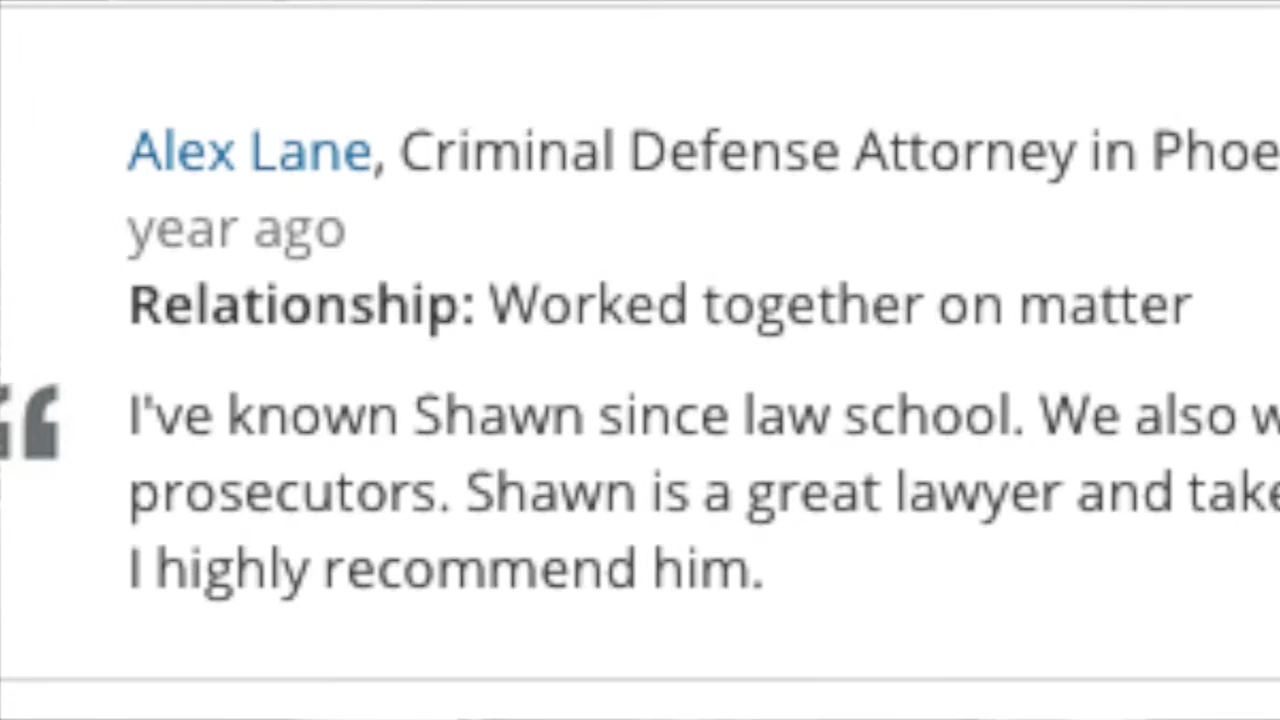 Alex Lane, Criminal Defense Attorney in Phoe
year ago
Relationship: Worked together on matter
“ I've known Shawn since law school. We also w
prosecutors. Shawn is a great lawyer and take
I highly recommend him.